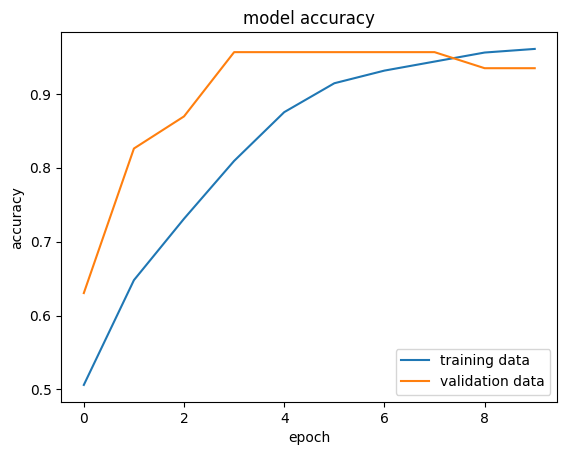 model accuracy
accuracy
0.9
0.8
0.7
0.6
0.5
0
2
4
6
8
epoch
training data
validation data